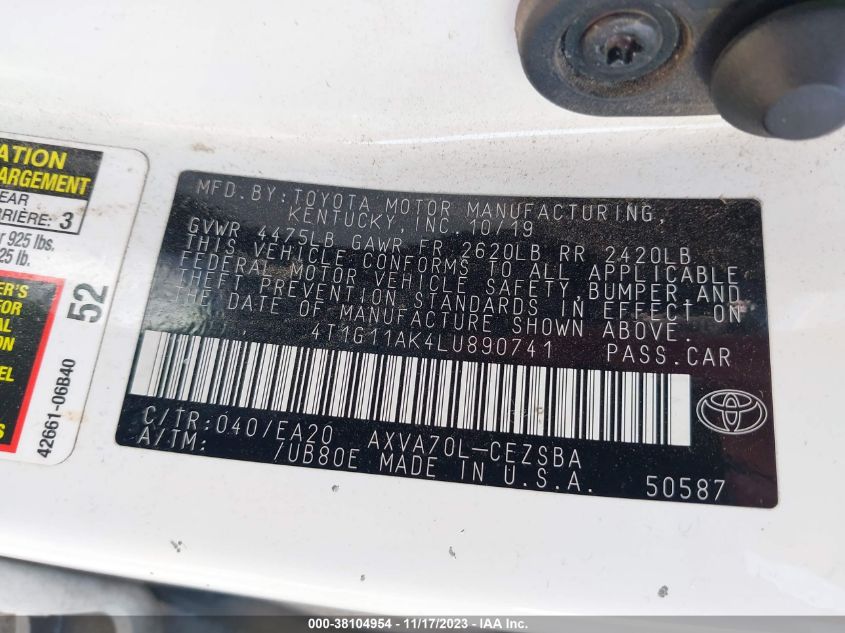 ATION
ARGEMENT
EAR
RRIÈRE: 3
r 925 lbs.
25 lb.
ER'S
FOR
AL
ON
EL
52
42661-06B40
MFD. BY: TOYOTA MOTOR MANUFACTURING,
KENTUCKY, INC. 10/19
GVWR 4475LB GAWR FR 2620LB RR 2420LB
THIS VEHICLE CONFORMS TO ALL APPLICABLE
FEDERAL MOTOR VEHICLE SAFETY, BUMPER, AND
THEFT PREVENTION STANDARDS IN EFFECT ON
THE DATE OF MANUFACTURE SHOWN ABOVE.
4T1G11AK4LU890741 PASS. CAR
C/TR: 040/EA20 AXVA70L-CEZSBA
A/TM: /UB80E MADE IN U.S.A. 50587
000-38104954 - 11/17/2023 - IAA Inc.